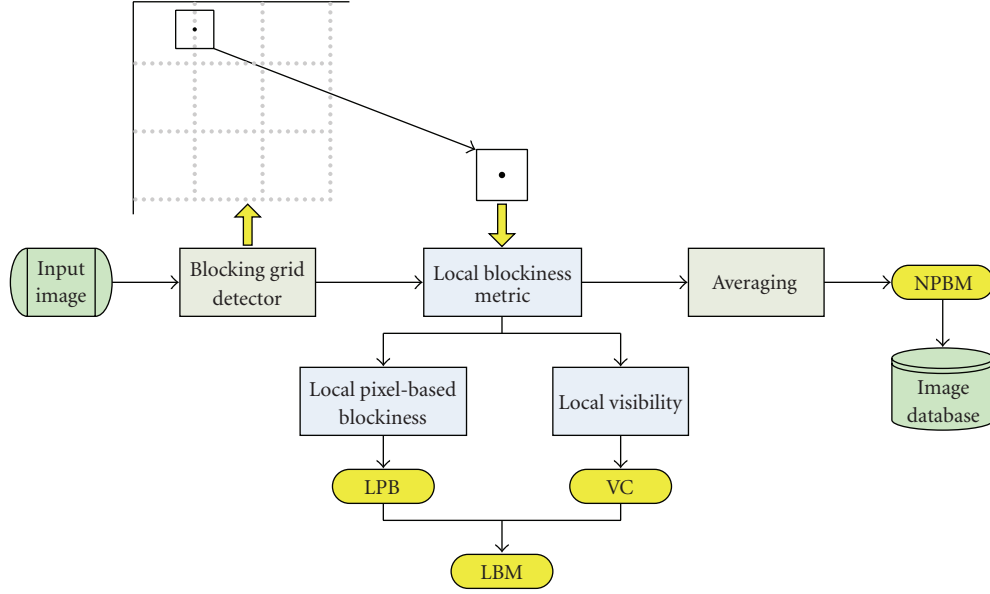 Input
image
Blocking grid
detector
Local blockiness
metric
Averaging
NPBM
Image
database
Local pixel-based
blockiness
Local visibility
LPB
VC
LBM